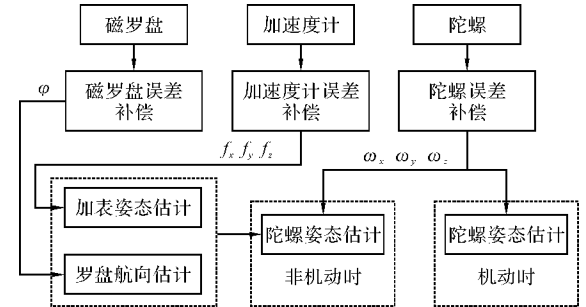 磁罗盘
加速度计
陀螺
磁罗盘误差
补偿
加速度计误差
补偿
陀螺误差
补偿
φ
fx fy fz
ωx ωy ωz
加表姿态估计
罗盘航向估计
陀螺姿态估计
非机动时
陀螺姿态估计
机动时